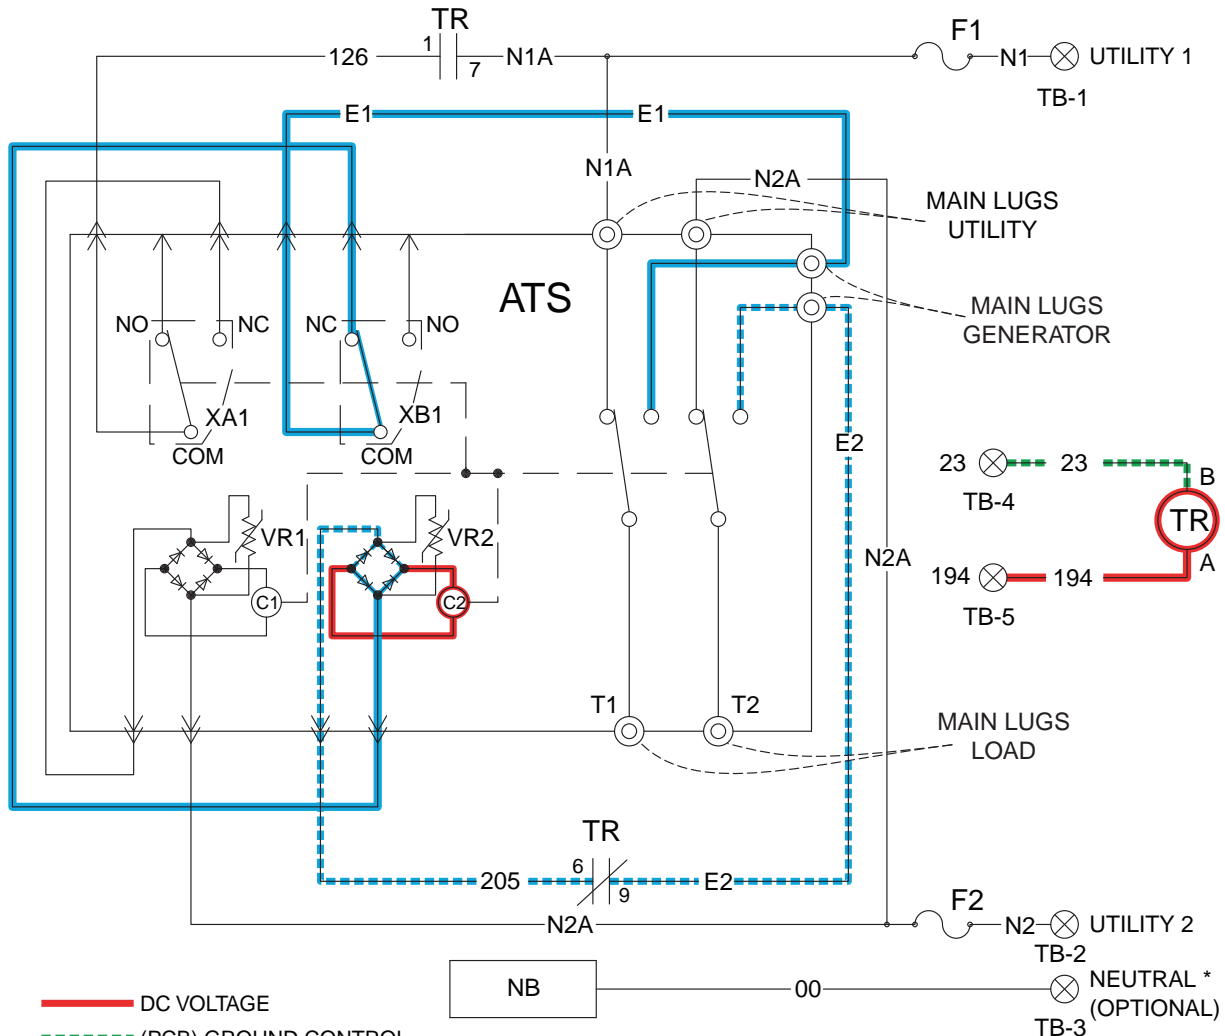 TR
F1
1
126
7
N1A
N1
UTILITY 1
TB-1
E1
E1
N1A
N2A
MAIN LUGS
UTILITY
ATS
MAIN LUGS
GENERATOR
NO
NC
NC
NO
XA1
XB1
COM
COM
E2
23
23
B
TB-4
TR
VR1
VR2
N2A
A
194
194
C1
C2
TB-5
T1
T2
MAIN LUGS
LOAD
TR
6
205
9
E2
F2
N2A
N2
UTILITY 2
TB-2
NB
00
NEUTRAL *
(OPTIONAL)
TB-3
DC VOLTAGE
(PCB) GROUND CONTROL